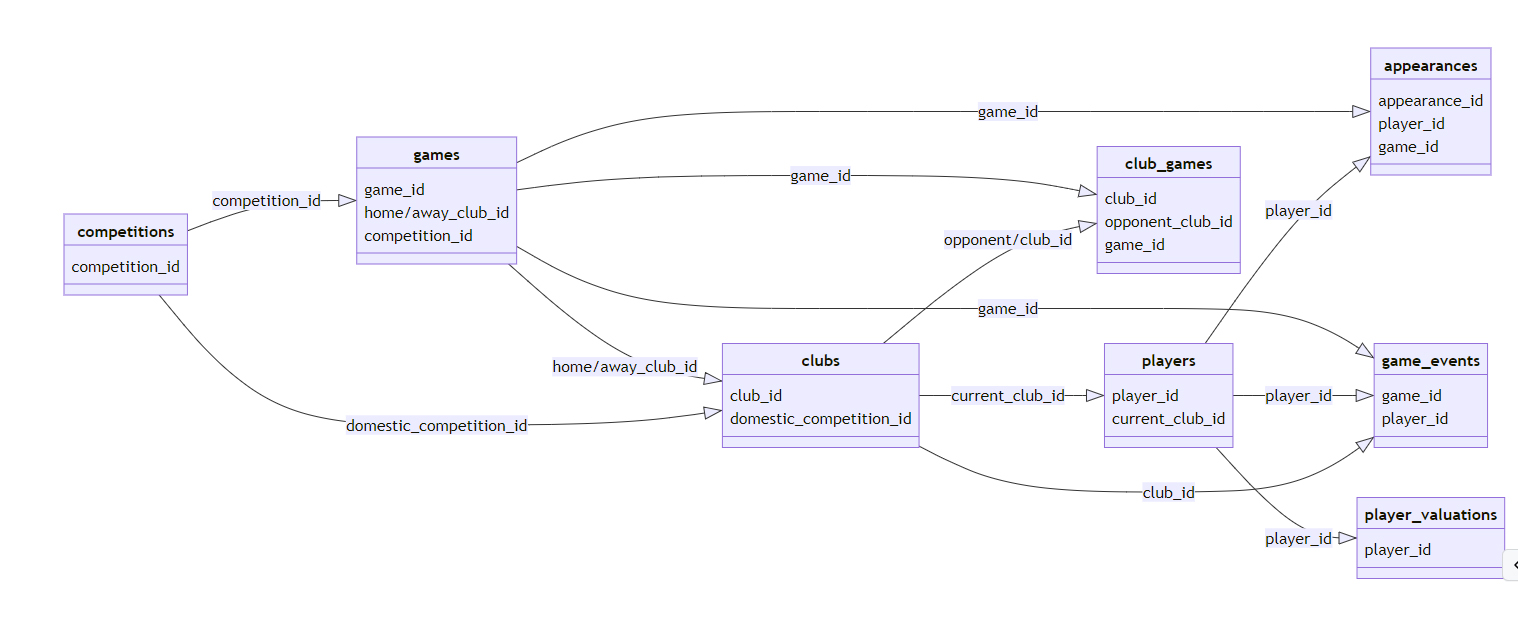 appearances
appearance_id
player_id
game_id
game_id
games
game_id
home/away_club_id
competition_id
game_id
club_games
club_id
opponent_club_id
game_id
competition_id
competitions
competition_id
player_id
opponent/club_id
game_id
home/away_club_id
clubs
club_id
domestic_competition_id
current_club_id
players
player_id
current_club_id
player_id
game_events
game_id
player_id
domestic_competition_id
club_id
player_id
player_valuations
player_id